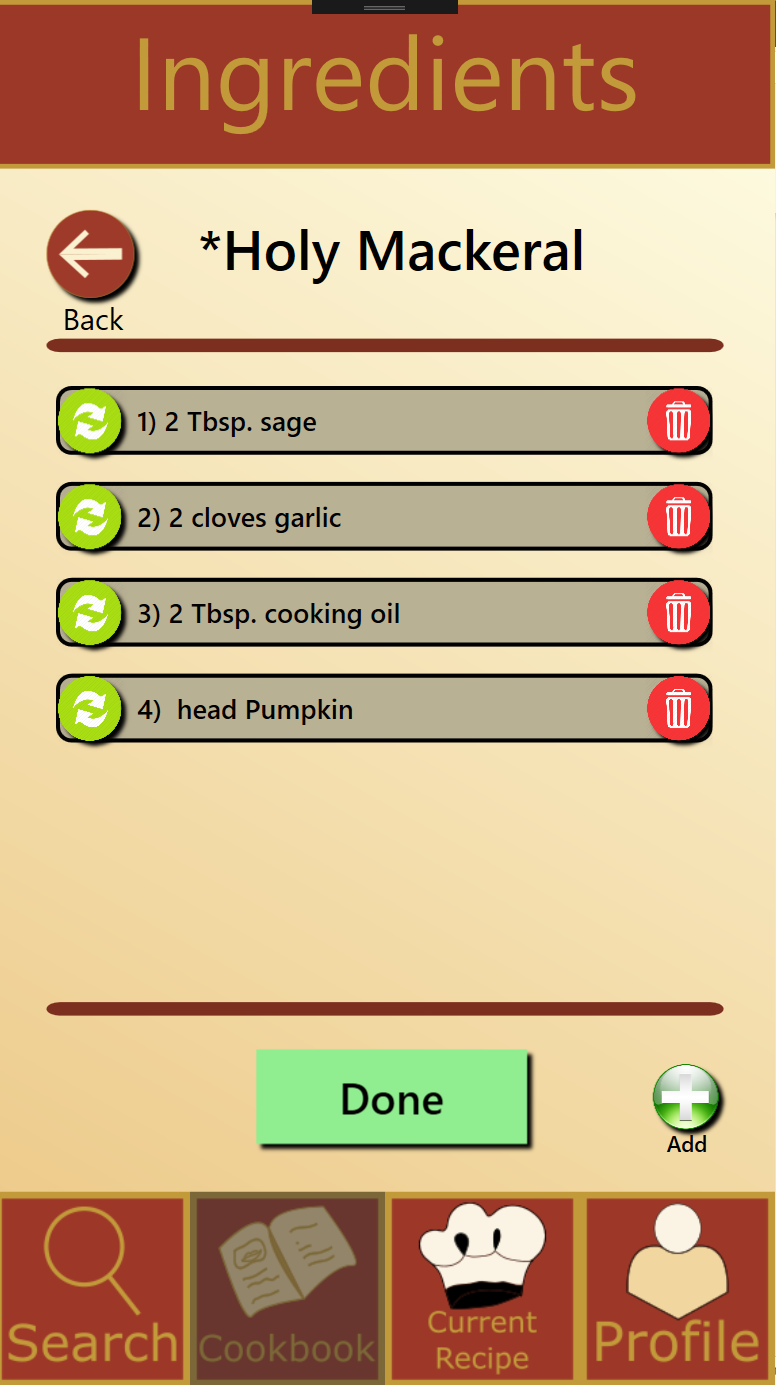 Ingredients
*Holy Mackeral
Back
1) 2 Tbsp. sage
2) 2 cloves garlic
3) 2 Tbsp. cooking oil
4)  head Pumpkin
Done
Add
Search
Cookbook
Current
Recipe
Profile